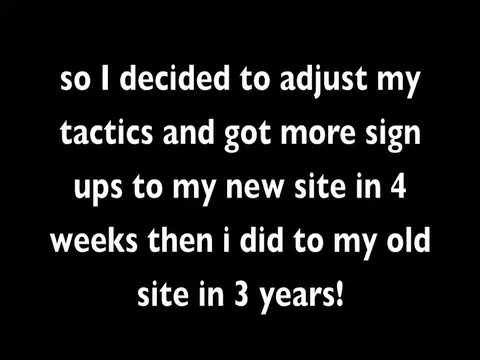 so I decided to adjust my
tactics and got more sign
ups to my new site in 4
weeks then i did to my old
site in 3 years!